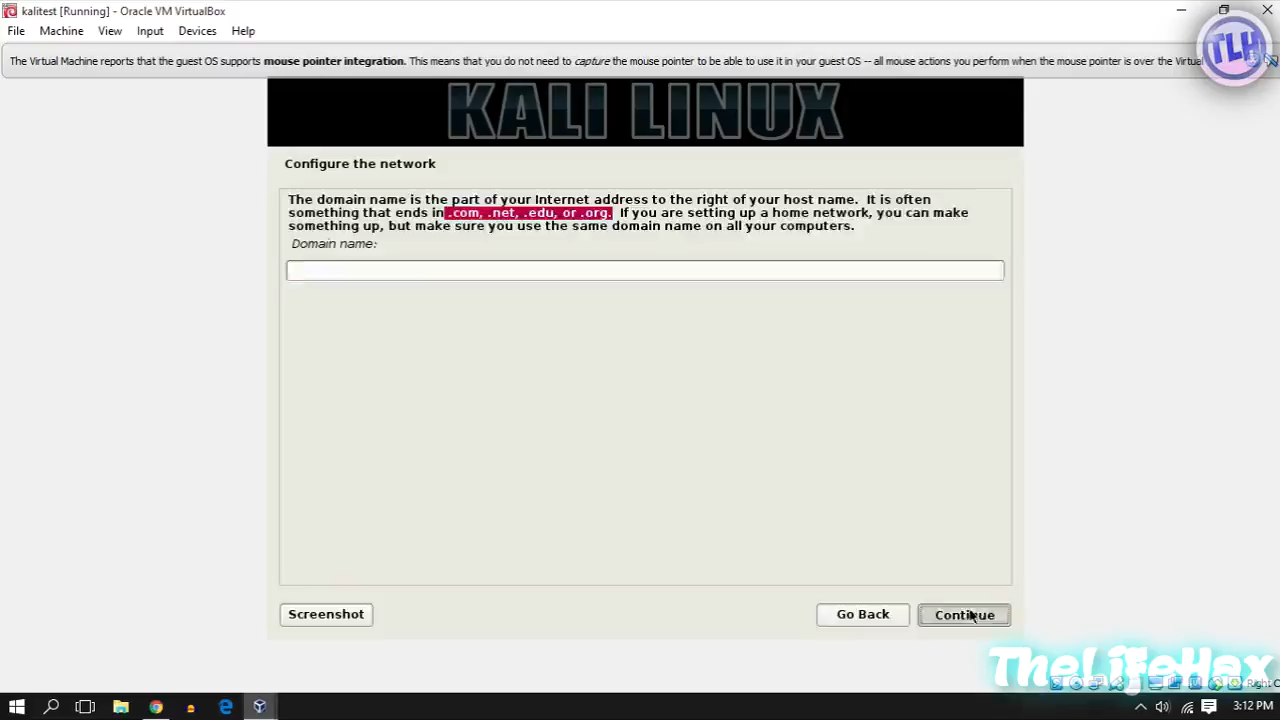 kalitest [Running] - Oracle VM VirtualBox
File Machine View Input Devices Help
The Virtual Machine reports that the guest OS supports mouse pointer integration. This means that you do not need to capture the mouse pointer to be able to use it in your guest OS -- all mouse actions you perform when the mouse pointer is over the
TLH
KALI LINUX
Configure the network
The domain name is the part of your Internet address to the right of your host name. It is often
something that ends in .com, .net, .edu, or .org. If you are setting up a home network, you can make
something up, but make sure you use the same domain name on all your computers.
Domain name:
Screenshot Go Back Continue
TheLifeHax
Right
3:12 PM